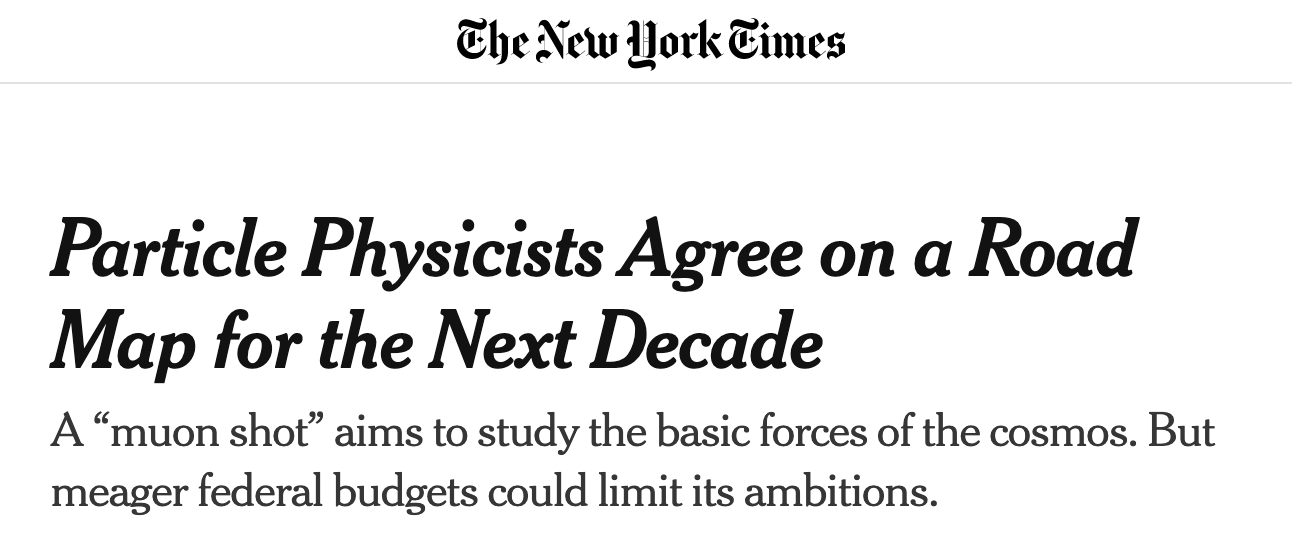 The New York Times
Particle Physicists Agree on a Road
Map for the Next Decade
A “muon shot” aims to study the basic forces of the cosmos. But
meager federal budgets could limit its ambitions.